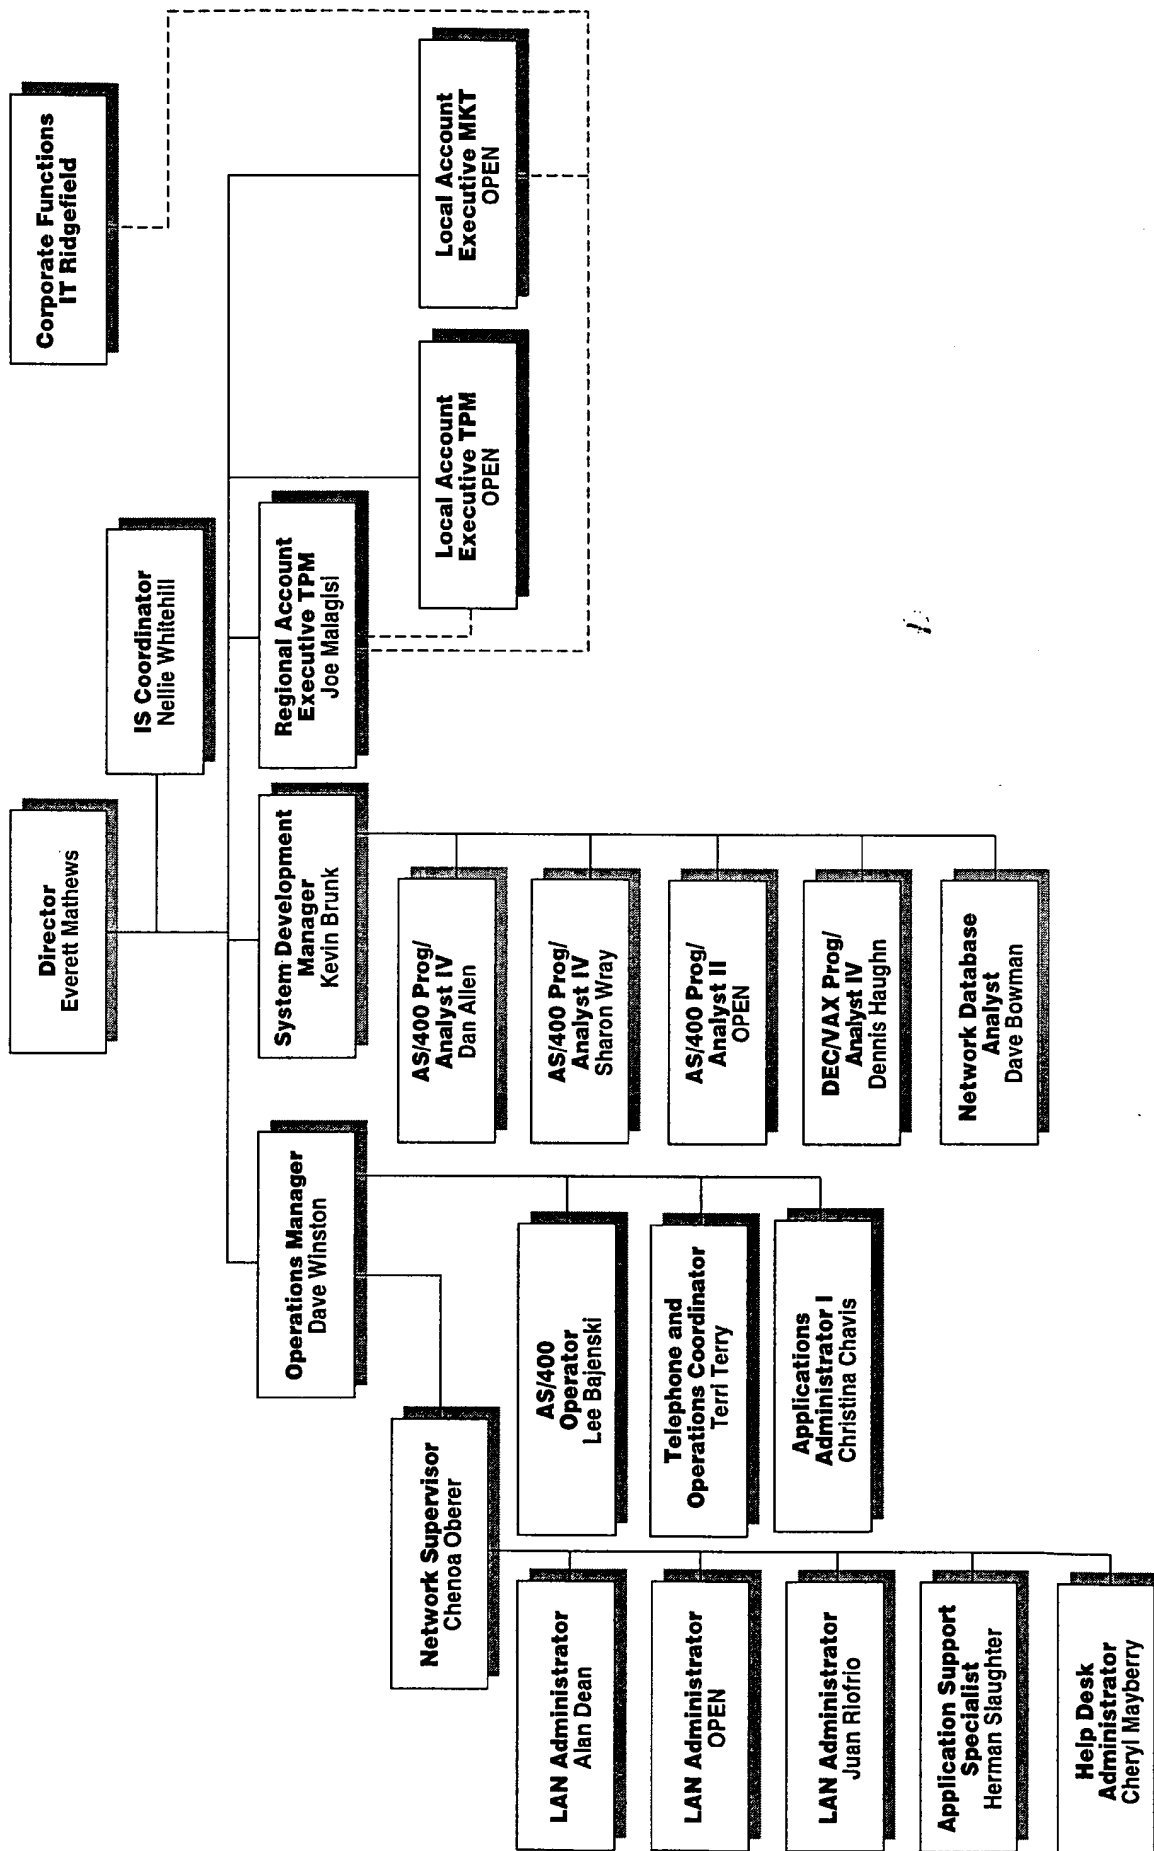 Director
Everett Mathews
Corporate Functions
IT Ridgefield
IS Coordinator
Nellie Whitehill
Operations Manager
Dave Winston
System Development
Manager
Kevin Brunk
Regional Account
Executive TPM
Joe Malagisi
Local Account
Executive TPM
OPEN
Local Account
Executive MKT
OPEN
Network Supervisor
Chenoa Oberer
AS/400 Prog/
Analyst IV
Dan Allen
AS/400 Prog/
Analyst IV
Sharon Wray
AS/400 Prog/
Analyst II
OPEN
DEC/VAX Prog/
Analyst IV
Dennis Haughn
Network Database
Analyst
Dave Bowman
AS/400
Operator
Lee Bajenski
Telephone and
Operations Coordinator
Terri Terry
Applications
Administrator I
Christina Chavis
LAN Administrator
Alan Dean
LAN Administrator
OPEN
LAN Administrator
Juan Riofrio
Application Support
Specialist
Herman Slaughter
Help Desk
Administrator
Cheryl Mayberry